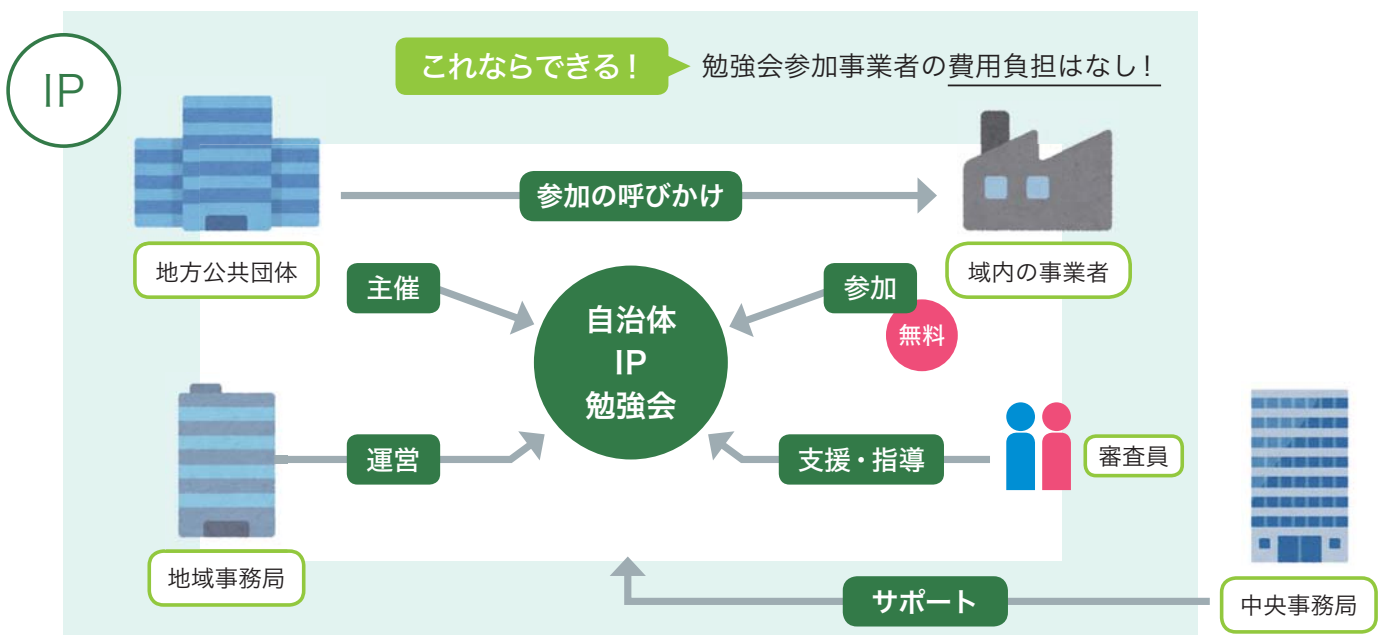 IP
これならできる！
勉強会参加事業者の費用負担はなし！
参加の呼びかけ
地方公共団体
域内の事業者
主催
参加
無料
自治体
IP
勉強会
運営
支援・指導
審査員
地域事務局
サポート
中央事務局